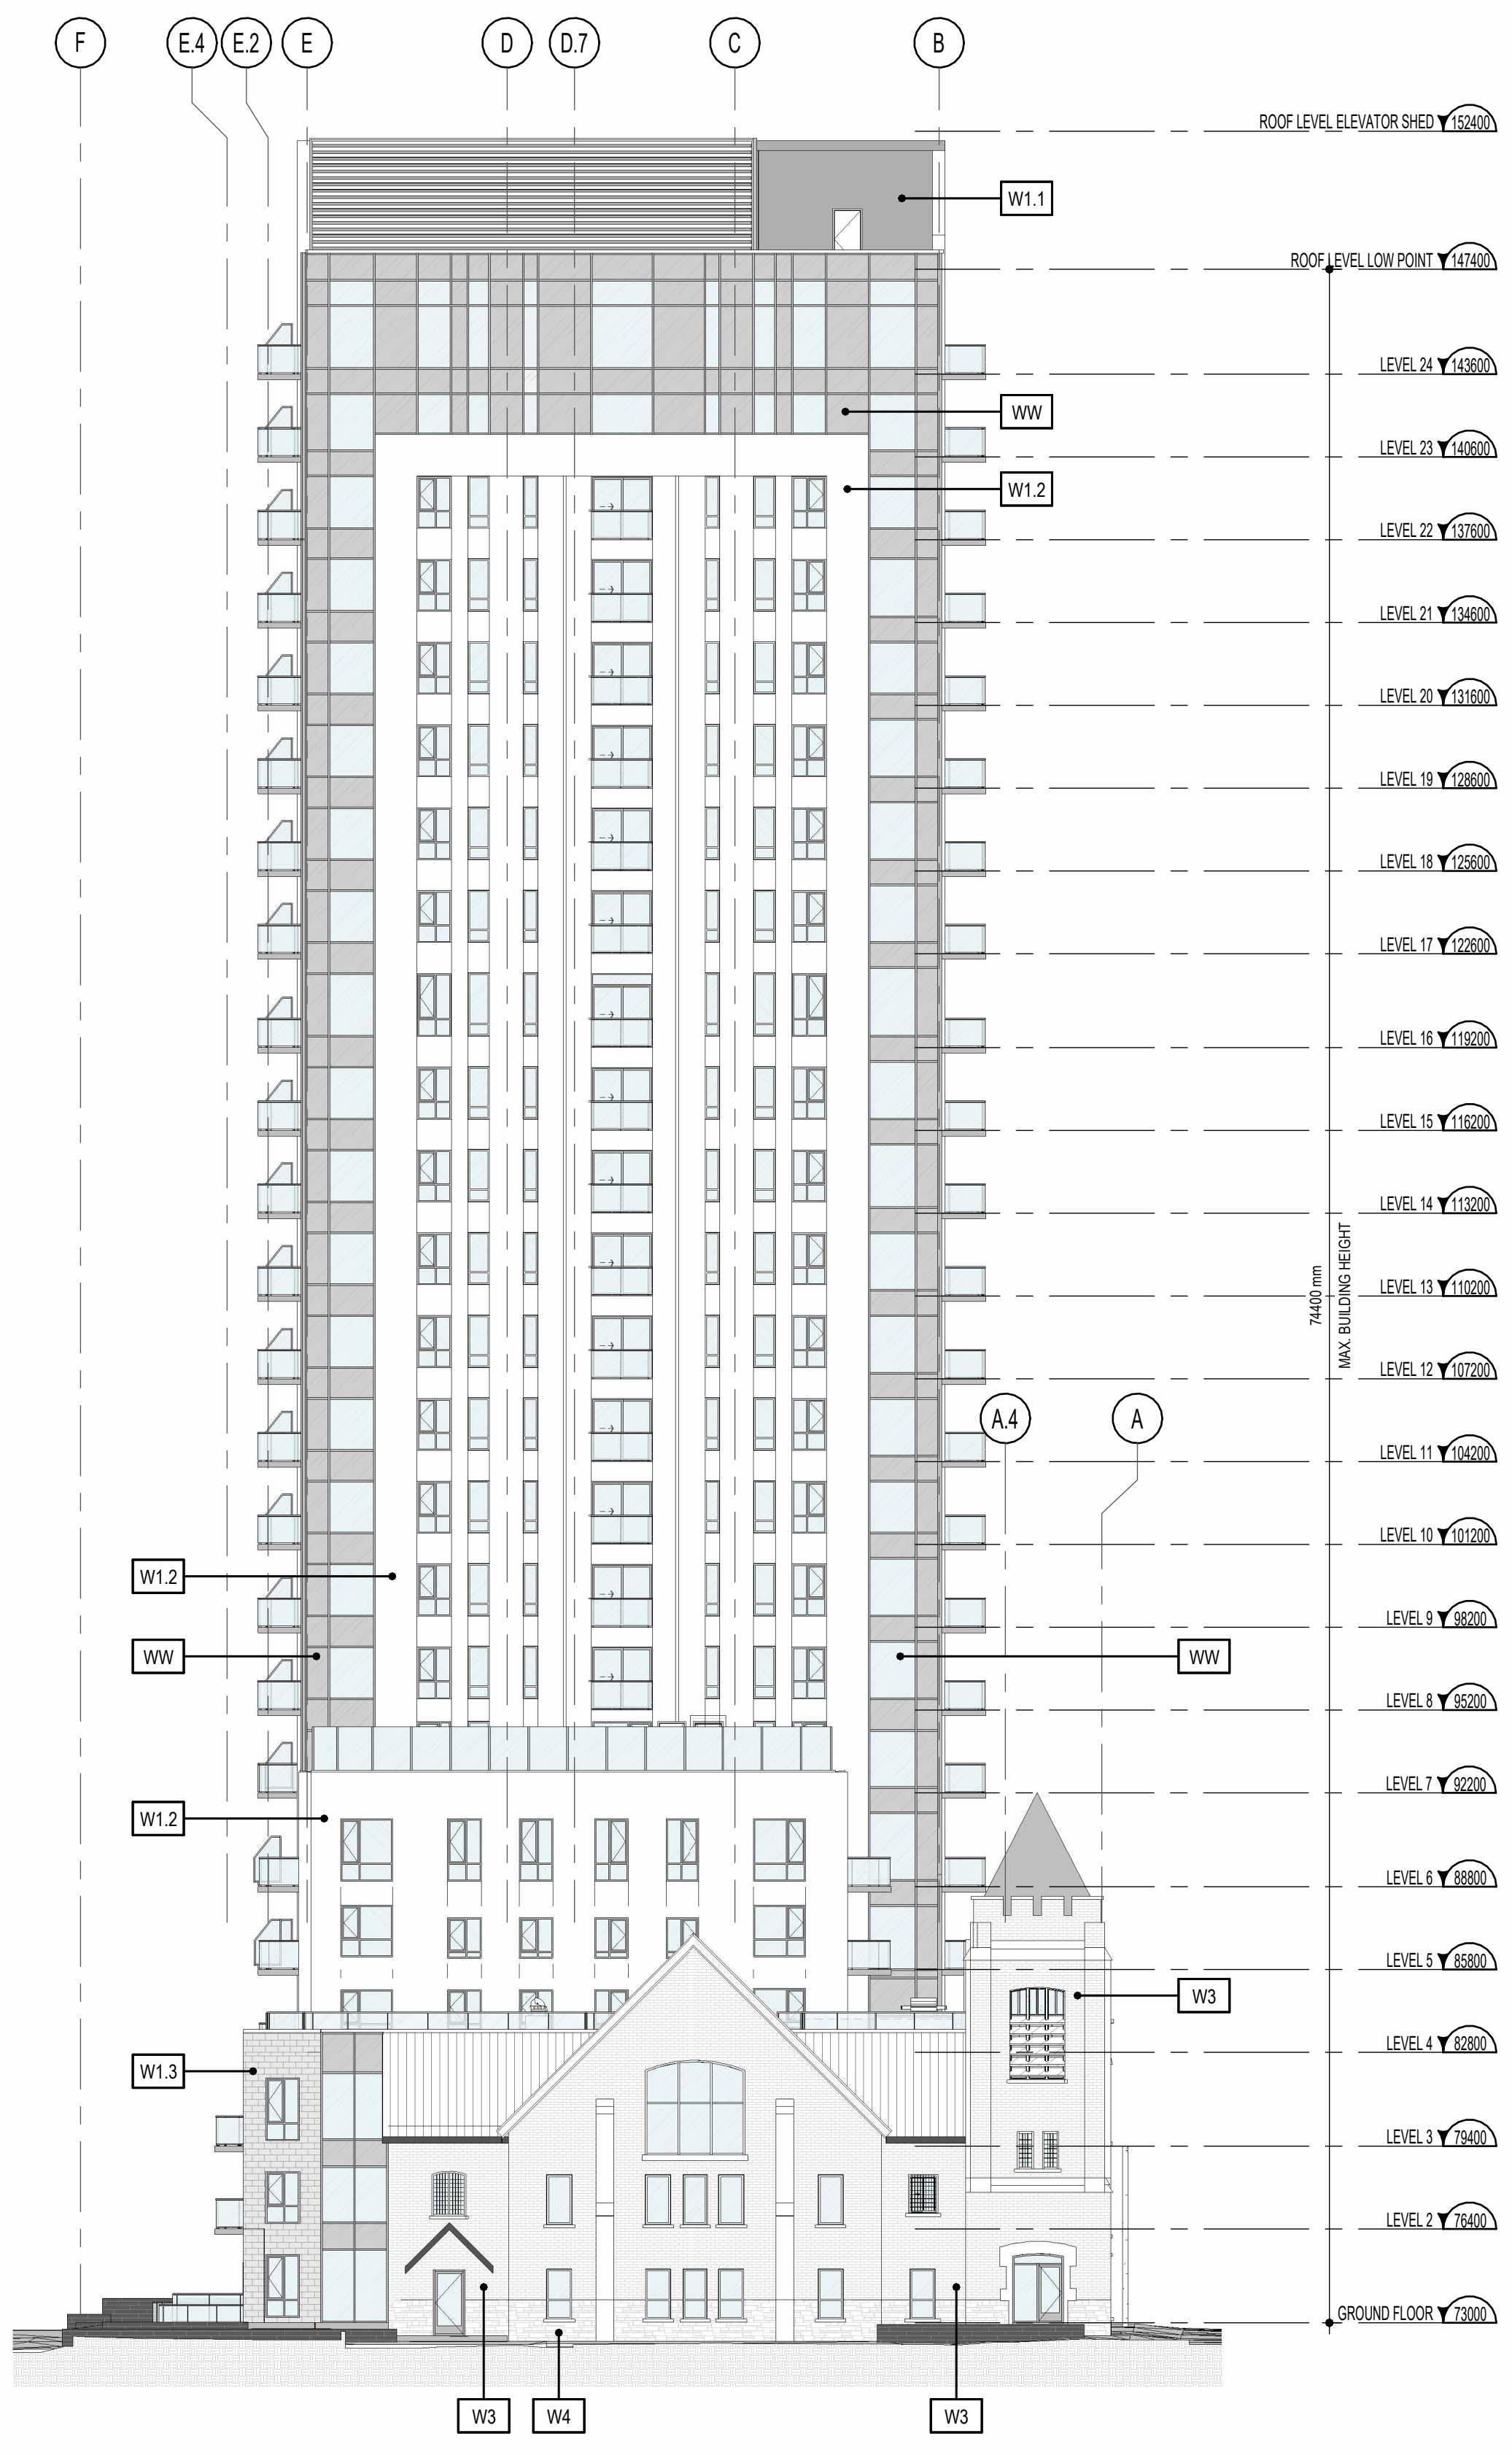 F
E.4
E.2
E
D
D.7
C
B
ROOF LEVEL ELEVATOR SHED 152400
W1.1
ROOF LEVEL LOW POINT 147400
LEVEL 24 143600
WW
LEVEL 23 140600
W1.2
LEVEL 22 137600
LEVEL 21 134600
LEVEL 20 131600
LEVEL 19 128600
LEVEL 18 125600
LEVEL 17 122600
LEVEL 16 119200
LEVEL 15 116200
LEVEL 14 113200
LEVEL 13 110200
74400 mm
MAX. BUILDING HEIGHT
LEVEL 12 107200
A.4
A
LEVEL 11 104200
LEVEL 10 101200
W1.2
LEVEL 9 98200
WW
WW
LEVEL 8 95200
LEVEL 7 92200
W1.2
LEVEL 6 88800
LEVEL 5 85800
W3
LEVEL 4 82800
W1.3
LEVEL 3 79400
LEVEL 2 76400
GROUND FLOOR 73000
W3
W4
W3